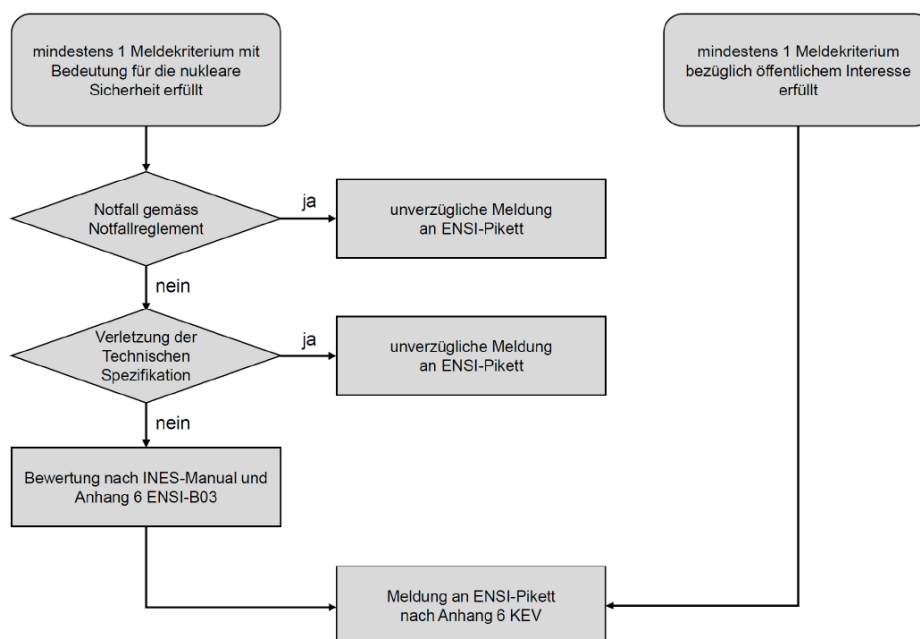 mindestens 1 Meldekriterium mit
Bedeutung für die nukleare
Sicherheit erfüllt
mindestens 1 Meldekriterium
bezüglich öffentlichem Interesse
erfüllt
Notfall gemäss
Notfallreglement
ja
unverzügliche Meldung
an ENSI-Pikett
nein
Verletzung der
Technischen
Spezifikation
ja
unverzügliche Meldung
an ENSI-Pikett
nein
Bewertung nach INES-Manual und
Anhang 6 ENSI-B03
Meldung an ENSI-Pikett
nach Anhang 6 KEV